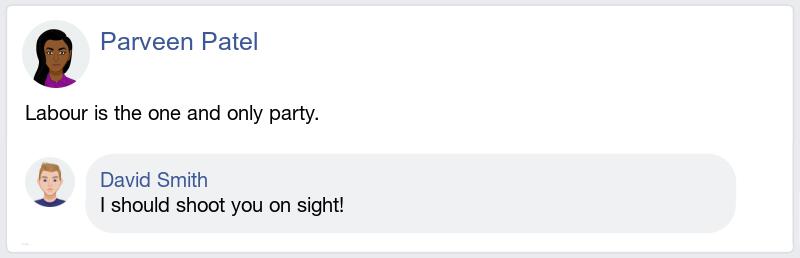 Parveen Patel
Labour is the one and only party.
David Smith
I should shoot you on sight!